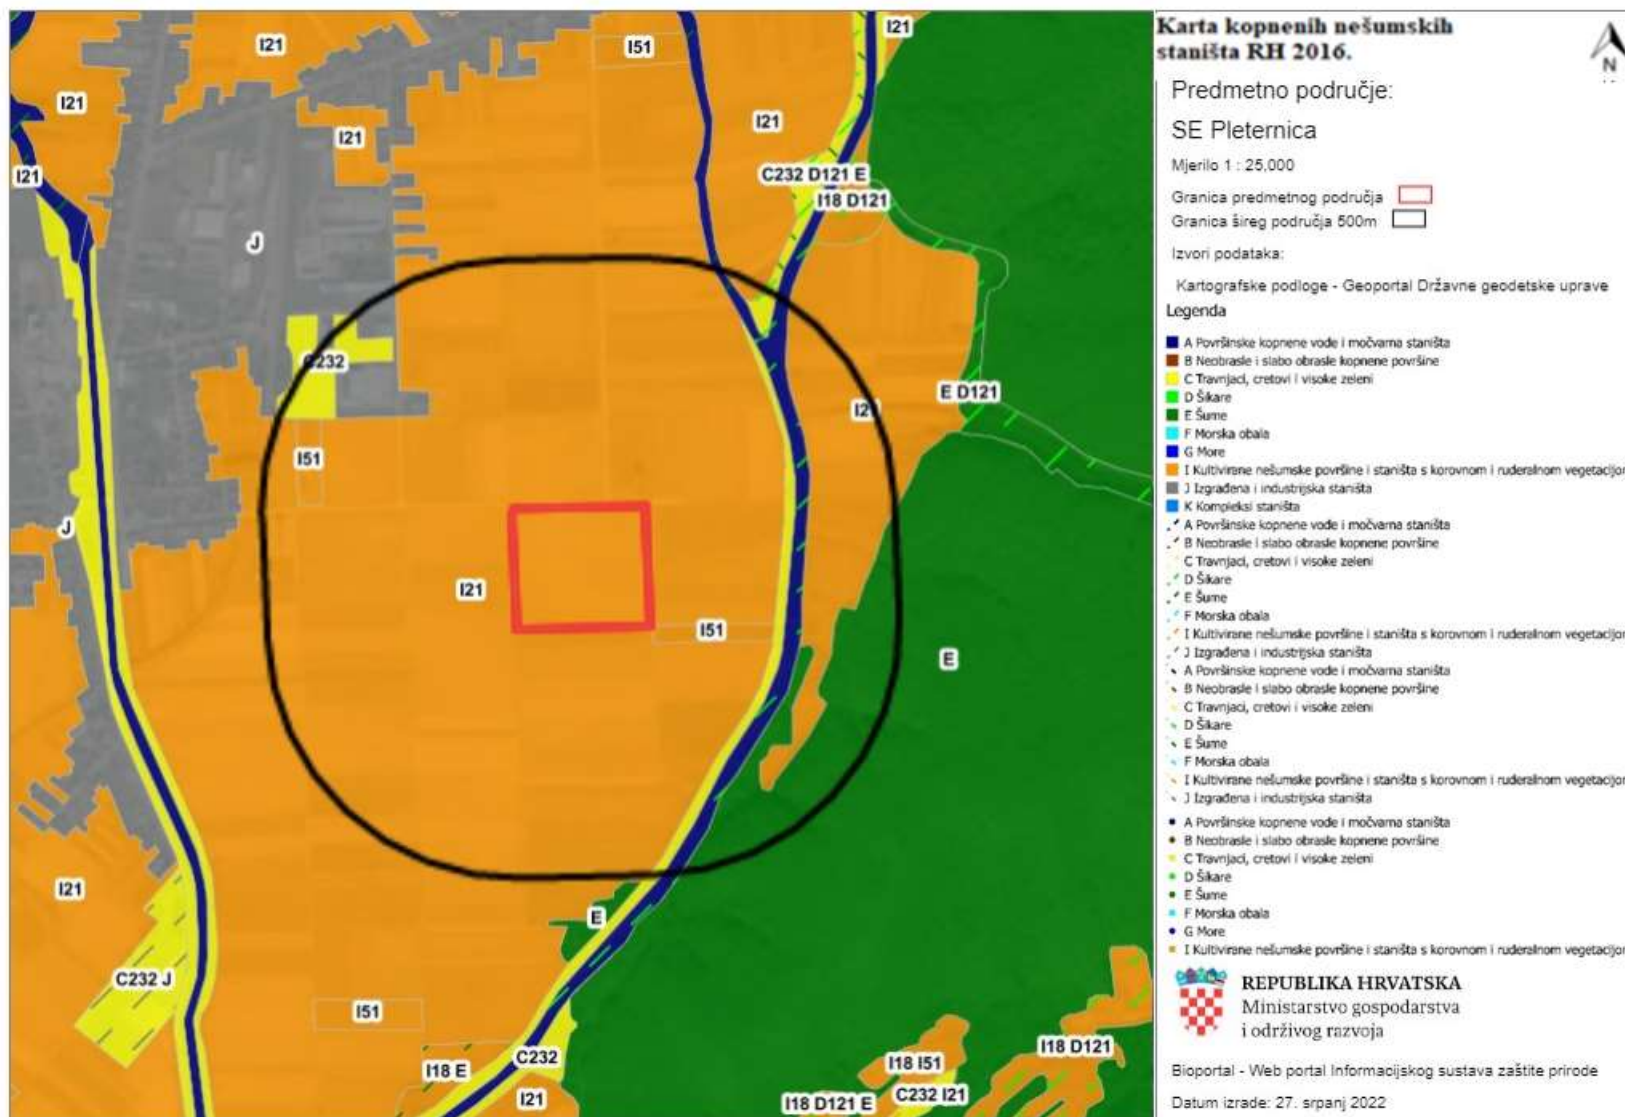 I21
I51
I21
I21
I21
I21
I21
C232 D121 E
I18 D121
J
C232
I21
E D121
I51
J
I21
I51
E
I21
E
C232 J
I51
C232
I18 E
I21
I18 I51
I18 D121
C232 I21
I18 D121 E
Karta kopnenih nešumskih
staništa RH 2016.
N
Predmetno područje:
SE Pleternica
Mjerilo 1 : 25,000
Granica predmetnog područja
Granica šireg područja 500m
Izvori podataka:
Kartografske podloge - Geoportal Državne geodetske uprave
Legenda
A Površinske kopnene vode i močvarna staništa
B Neobrasle i slabo obrasle kopnene površine
C Travnjaci, cretovi i visoke zeleni
D Šikare
E Šume
F Morska obala
G More
I Kultivirane nešumske površine i staništa s korovnom i ruderalnom vegetacijom
J Izgrađena i industrijska staništa
K Kompleksi staništa
A Površinske kopnene vode i močvarna staništa
B Neobrasle i slabo obrasle kopnene površine
C Travnjaci, cretovi i visoke zeleni
D Šikare
E Šume
F Morska obala
I Kultivirane nešumske površine i staništa s korovnom i ruderalnom vegetacijom
J Izgrađena i industrijska staništa
A Površinske kopnene vode i močvarna staništa
B Neobrasle i slabo obrasle kopnene površine
C Travnjaci, cretovi i visoke zeleni
D Šikare
E Šume
F Morska obala
I Kultivirane nešumske površine i staništa s korovnom i ruderalnom vegetacijom
J Izgrađena i industrijska staništa
A Površinske kopnene vode i močvarna staništa
B Neobrasle i slabo obrasle kopnene površine
C Travnjaci, cretovi i visoke zeleni
D Šikare
E Šume
F Morska obala
G More
I Kultivirane nešumske površine i staništa s korovnom i ruderalnom vegetacijom
REPUBLIKA HRVATSKA
Ministarstvo gospodarstva
i održivog razvoja
Bioportal - Web portal Informacijskog sustava zaštite prirode
Datum izrade: 27. srpanj 2022